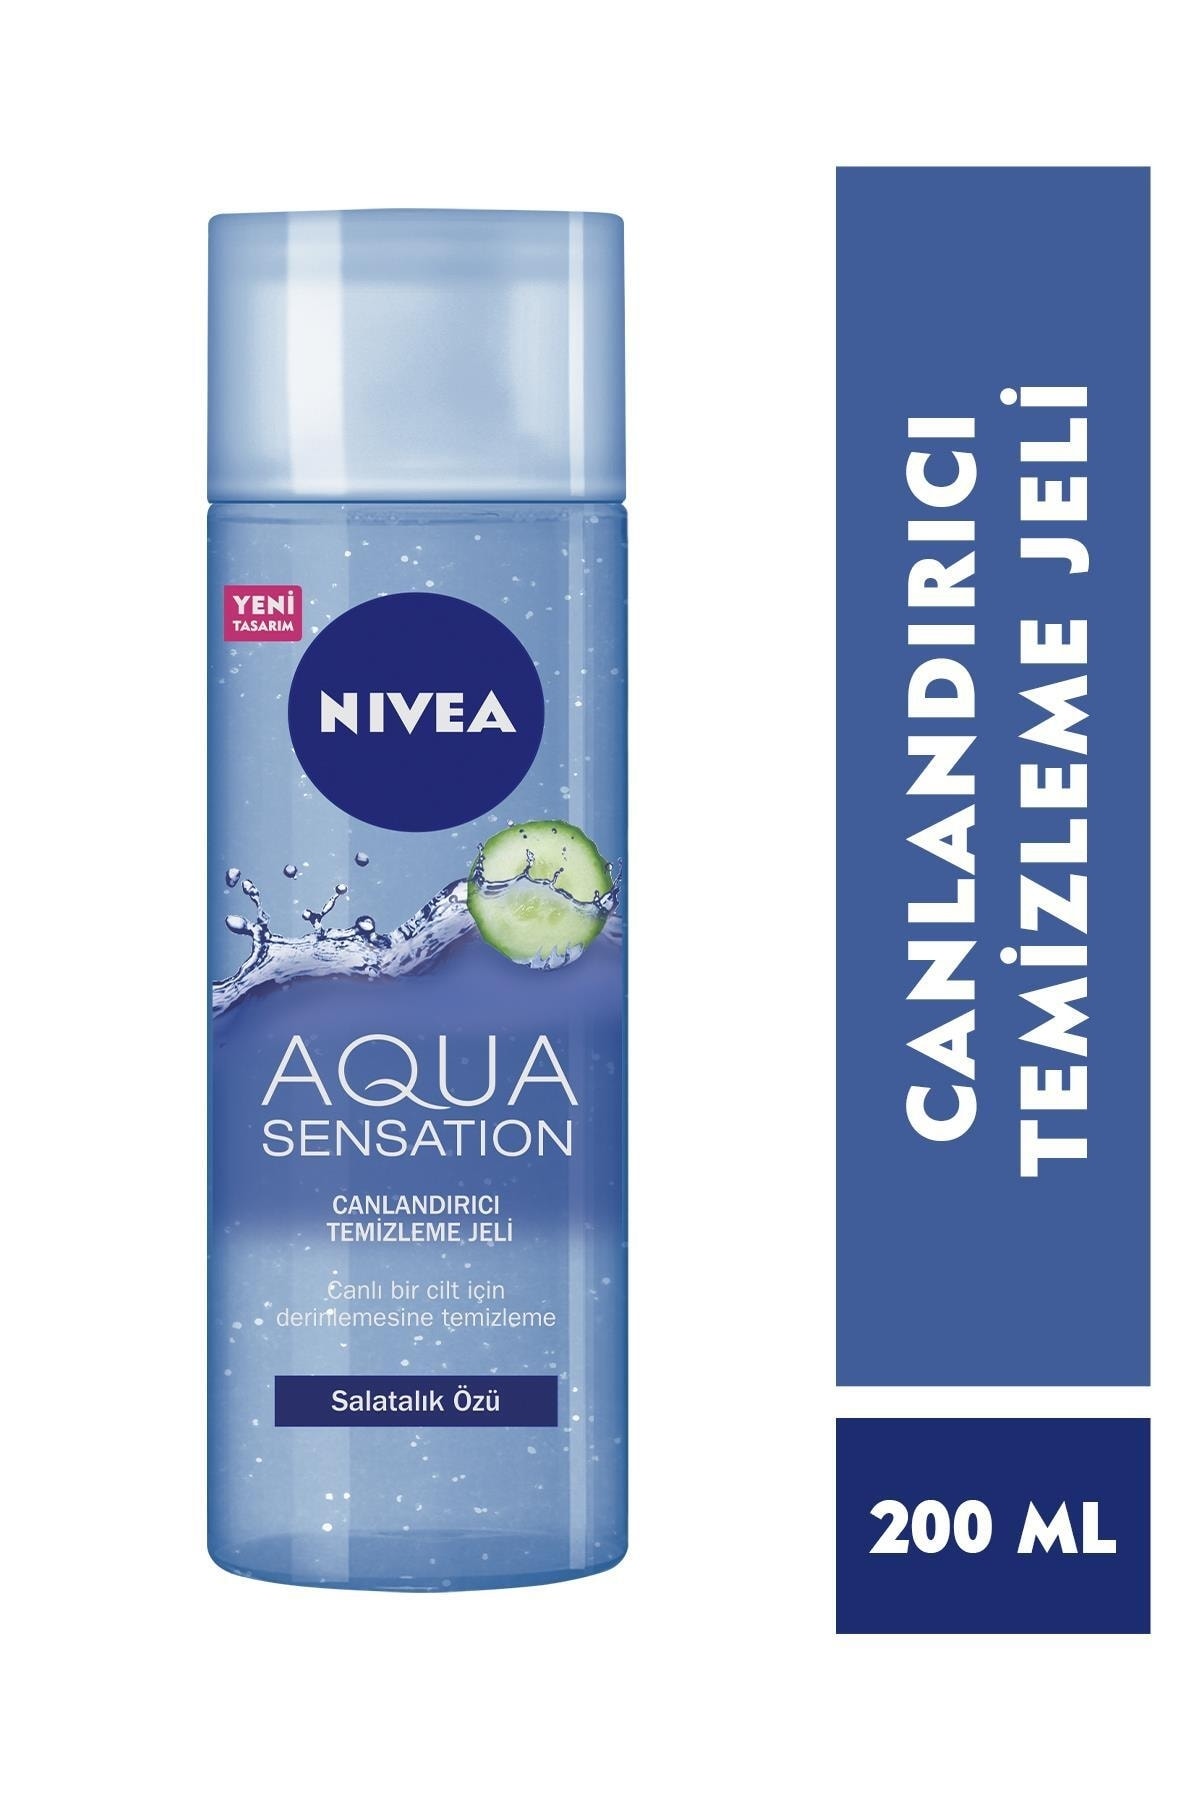 YENİ
TASARIM
NIVEA
AQUA
SENSATION
CANLANDIRICI
TEMİZLEME JELİ
Canlı bir cilt için
derinlemesine temizleme
Salatalık Özü
CANLANDIRICI
TEMİZLEME JELİ
200 ML